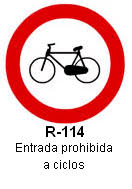 R-114
Entrada prohibida
a ciclos